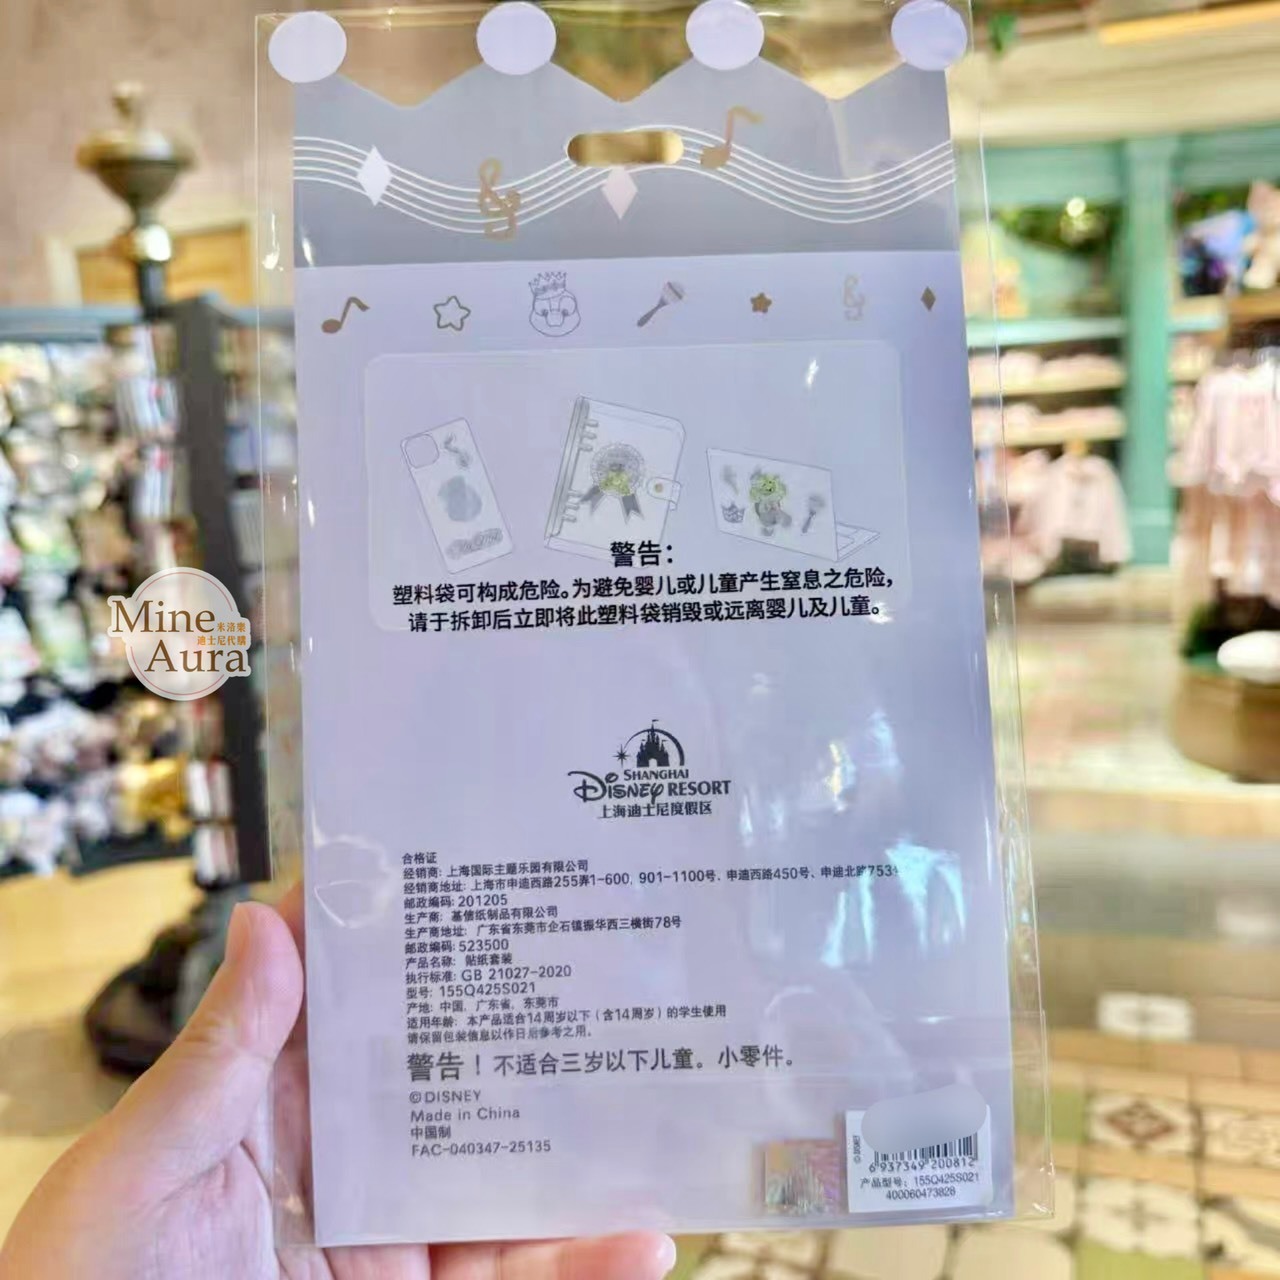 警告：
塑料袋可构成危险。为避免婴儿或儿童产生窒息之危险，
请于拆卸后立即将此塑料袋销毁或远离婴儿及儿童。
Mine 米洛樂
迪士尼代購
Aura
SHANGHAI
Disney RESORT
上海迪士尼度假区
合格证
经销商: 上海国际主题乐园有限公司
经销商地址: 上海市申迪西路255弄1-600, 901-1100号, 申迪西路450号、申迪北路753号
邮政编码: 201205
生产商: 基信纸制品有限公司
生产商地址: 广东省东莞市企石镇振华西三横街78号
邮政编码: 523500
产品名称: 贴纸套装
执行标准: GB 21027-2020
型号: 155Q425S021
产地: 中国, 广东省, 东莞市
适用年龄: 本产品适合14周岁以下（含14周岁）的学生使用
请保留包装信息以作日后参考之用。
警告！不适合三岁以下儿童。小零件。
©DISNEY
Made in China
中国制
FAC-040347-25135
©DISNEY
6 937349 200812
产品型号: 155Q425S021
400060473828